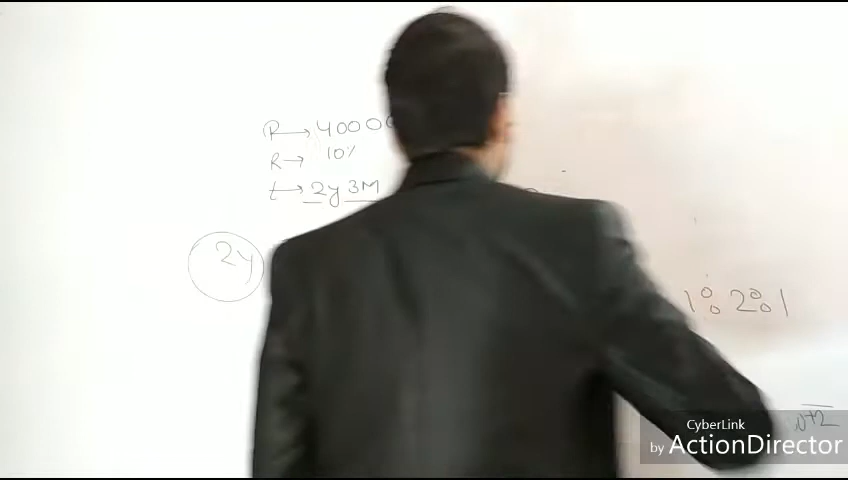 P → 40000
R → 10%
t → 2y 3M
2y
1 : 2 : 1
CyberLink
by ActionDirector